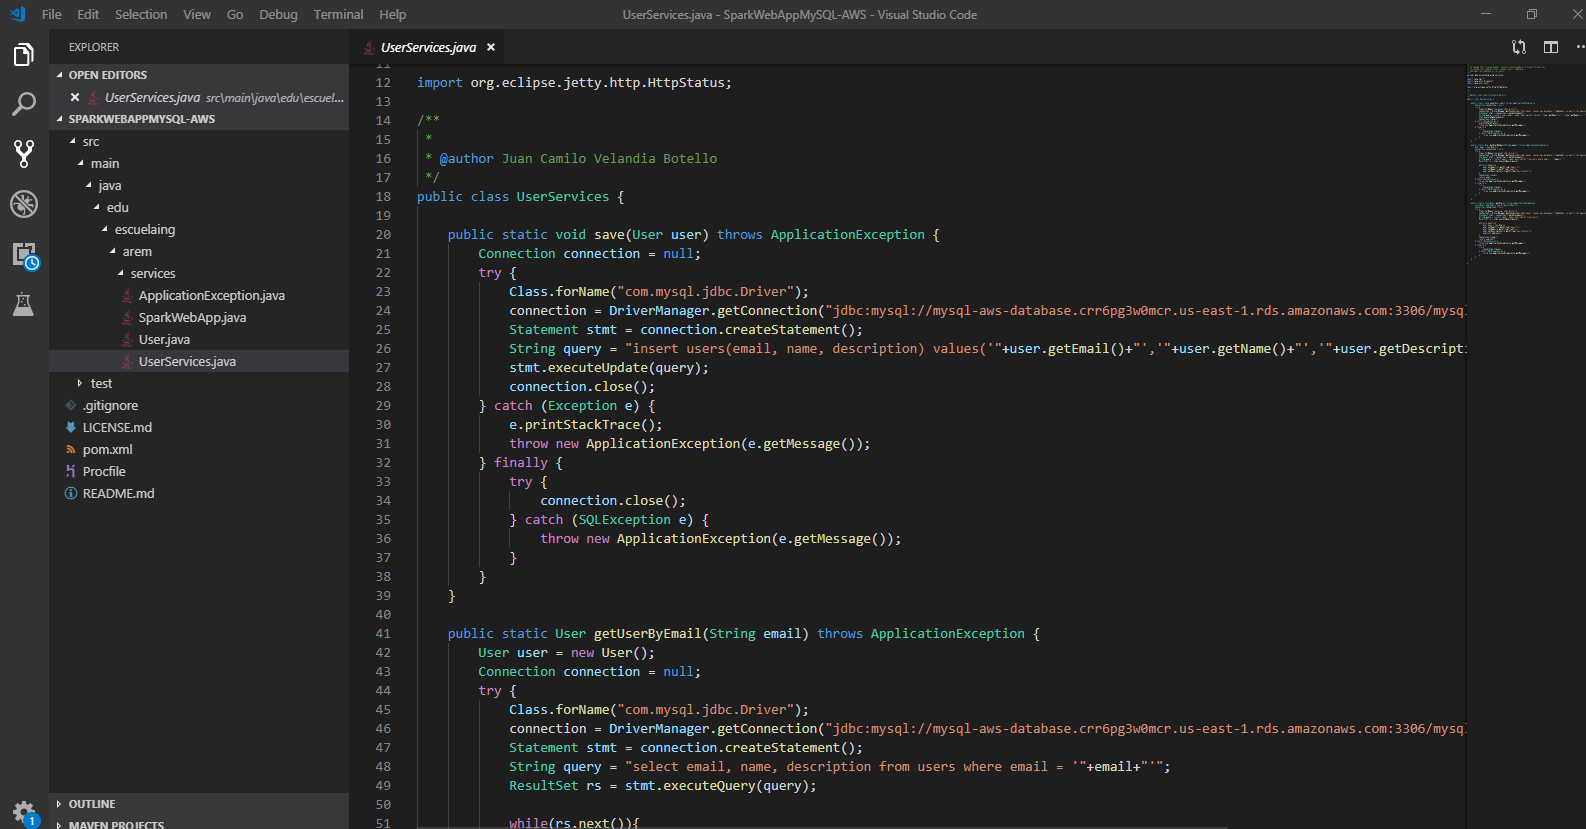 File Edit Selection View Go Debug Terminal Help
UserServices.java - SparkWebAppMySQL-AWS - Visual Studio Code
EXPLORER
OPEN EDITORS
UserServices.java src\main\java\edu\escuel...
SPARKWEBAPPMYSQL-AWS
src
main
java
edu
escuelaing
arem
services
ApplicationException.java
SparkWebApp.java
User.java
UserServices.java
test
.gitignore
LICENSE.md
pom.xml
Procfile
README.md
OUTLINE
MAVEN PROJECTS
1
UserServices.java
11
12 import org.eclipse.jetty.http.HttpStatus;
13
14 /**
15 *
16 * @author Juan Camilo Velandia Botello
17 */
18 public class UserServices {
19
20 public static void save(User user) throws ApplicationException {
21 Connection connection = null;
22 try {
23 Class.forName("com.mysql.jdbc.Driver");
24 connection = DriverManager.getConnection("jdbc:mysql://mysql-aws-database.crr6pg3w0mcr.us-east-1.rds.amazonaws.com:3306/mysql
25 Statement stmt = connection.createStatement();
26 String query = "insert users(email, name, description) values('"+user.getEmail()+"','"+user.getName()+"','"+user.getDescripti
27 stmt.executeUpdate(query);
28 connection.close();
29 } catch (Exception e) {
30 e.printStackTrace();
31 throw new ApplicationException(e.getMessage());
32 } finally {
33 try {
34 connection.close();
35 } catch (SQLException e) {
36 throw new ApplicationException(e.getMessage());
37 }
38 }
39 }
40
41 public static User getUserByEmail(String email) throws ApplicationException {
42 User user = new User();
43 Connection connection = null;
44 try {
45 Class.forName("com.mysql.jdbc.Driver");
46 connection = DriverManager.getConnection("jdbc:mysql://mysql-aws-database.crr6pg3w0mcr.us-east-1.rds.amazonaws.com:3306/mysql
47 Statement stmt = connection.createStatement();
48 String query = "select email, name, description from users where email = '"+email+"'";
49 ResultSet rs = stmt.executeQuery(query);
50
51 while(rs.next()){